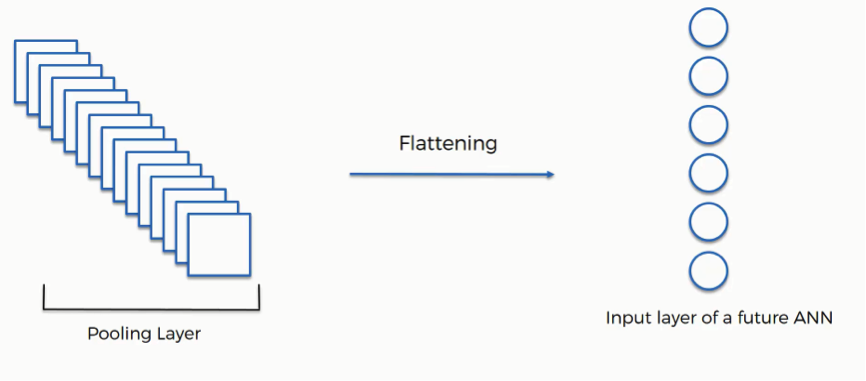 Flattening
Pooling Layer
Input layer of a future ANN